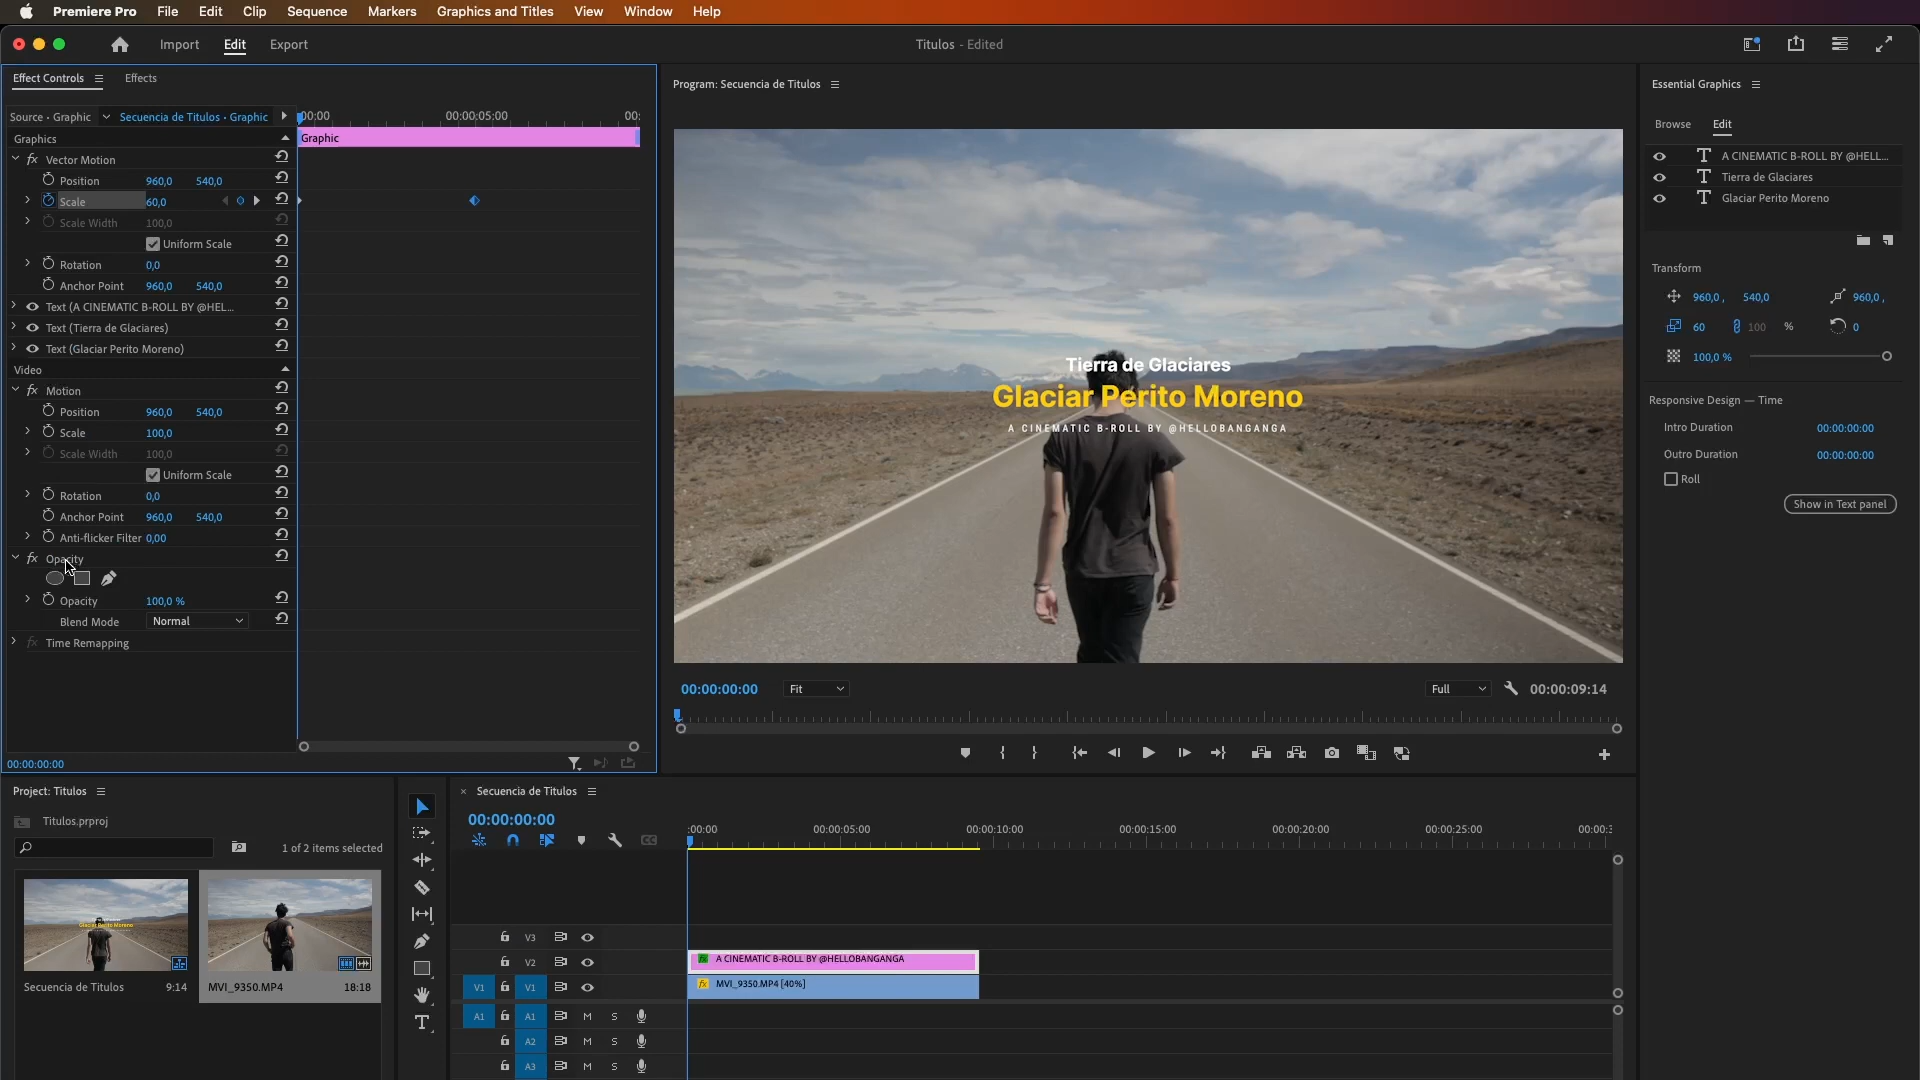 Premiere Pro File Edit Clip Sequence Markers Graphics and Titles View Window Help
Import Edit Export
Titulos - Edited
Effect Controls Effects
Source • Graphic Secuencia de Titulos • Graphic
:00:00 00:00:05:00 00:
Graphics
Graphic
fx Vector Motion
Position 960,0 540,0
Scale 60,0
Scale Width 100,0
Uniform Scale
Rotation 0,0
Anchor Point 960,0 540,0
Text (A CINEMATIC B-ROLL BY @HEL...
Text (Tierra de Glaciares)
Text (Glaciar Perito Moreno)
Video
fx Motion
Position 960,0 540,0
Scale 100,0
Scale Width 100,0
Uniform Scale
Rotation 0,0
Anchor Point 960,0 540,0
Anti-flicker Filter 0,00
fx Opacity
Opacity 100,0 %
Blend Mode Normal
fx Time Remapping
00:00:00:00
Program: Secuencia de Titulos
Tierra de Glaciares
Glaciar Perito Moreno
A CINEMATIC B-ROLL BY @HELLOBANGANGA
00:00:00:00 Fit Full 00:00:09:14
Essential Graphics
Browse Edit
A CINEMATIC B-ROLL BY @HELL...
Tierra de Glaciares
Glaciar Perito Moreno
Transform
960,0 , 540,0 960,0 ,
60 100 % 0
100,0 %
Responsive Design — Time
Intro Duration 00:00:00:00
Outro Duration 00:00:00:00
Roll
Show in Text panel
Project: Titulos
Titulos.prproj
1 of 2 items selected
Secuencia de Titulos 9:14
MVI_9350.MP4 18:18
× Secuencia de Titulos
00:00:00:00
:00:00 00:00:05:00 00:00:10:00 00:00:15:00 00:00:20:00 00:00:25:00 00:00:3
V3
V2
fx A CINEMATIC B-ROLL BY @HELLOBANGANGA
V1 V1
fx MVI_9350.MP4 [40%]
A1 A1 M S
A2 M S
A3 M S